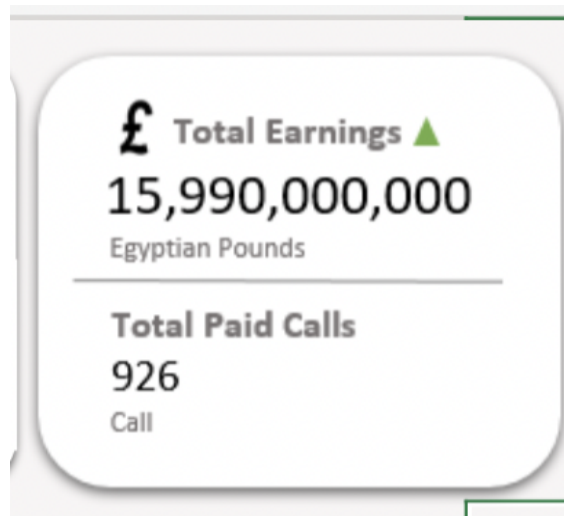 £ Total Earnings ▲
15,990,000,000
Egyptian Pounds
Total Paid Calls
926
Call